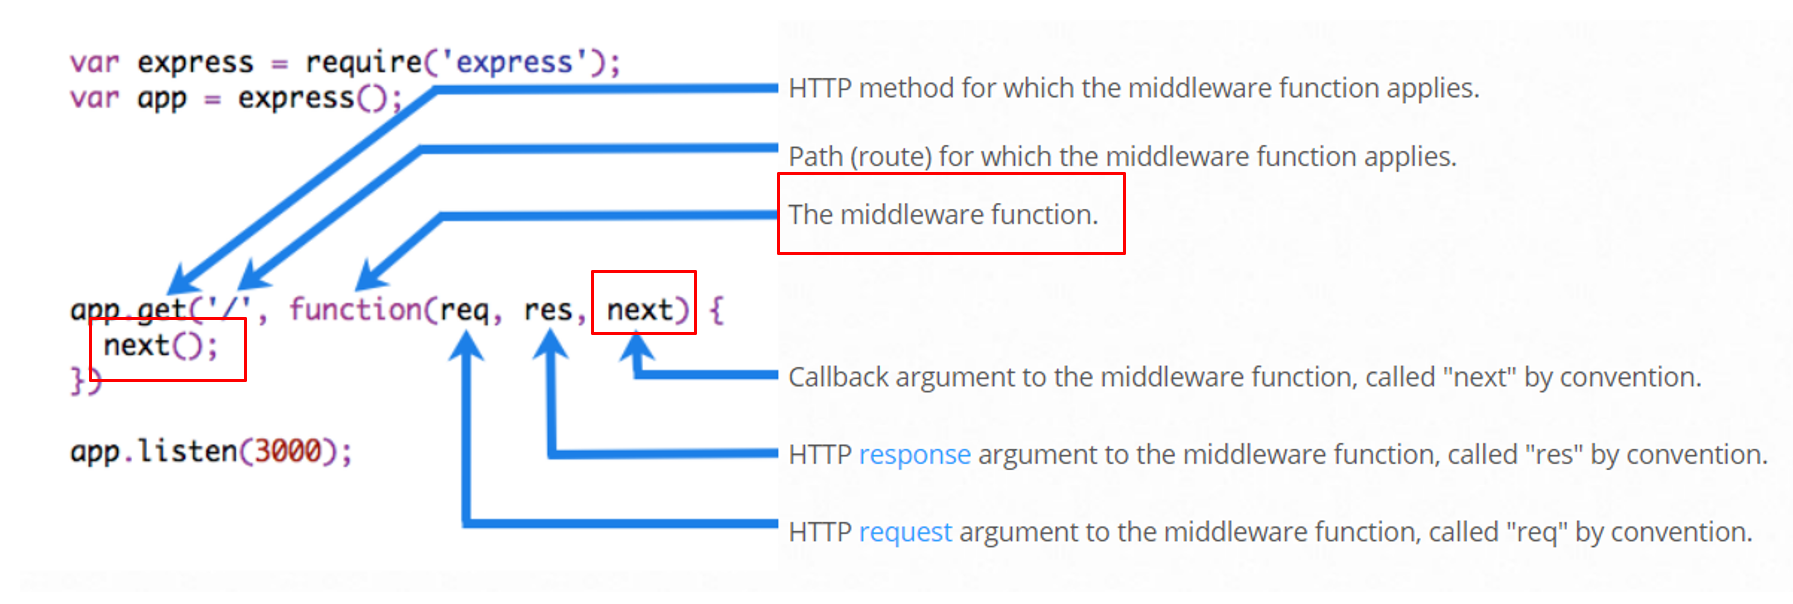 var express = require('express');
var app = express();
HTTP method for which the middleware function applies.
Path (route) for which the middleware function applies.
The middleware function.
app.get('/', function(req, res, next) {
next();
})
Callback argument to the middleware function, called "next" by convention.
app.listen(3000);
HTTP response argument to the middleware function, called "res" by convention.
HTTP request argument to the middleware function, called "req" by convention.